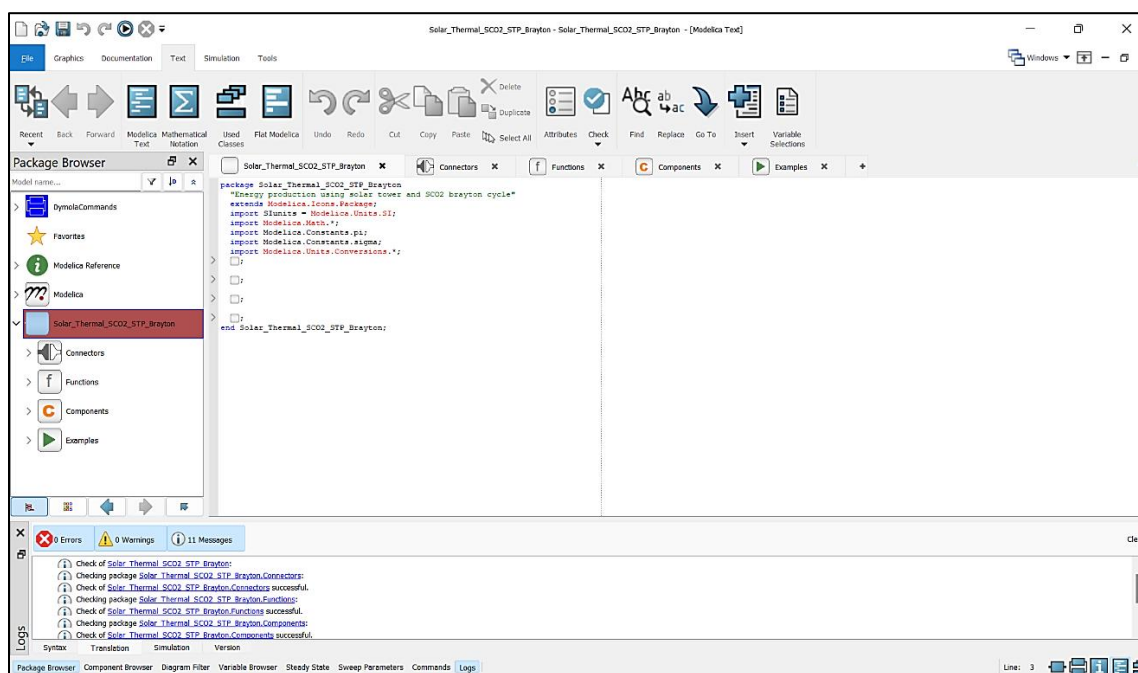 Solar_Thermal_SCO2_STP_Brayton - Solar_Thermal_SCO2_STP_Brayton - [Modelica Text]
File Graphics Documentation Text Simulation Tools Windows
Recent Back Forward Modelica Text Mathematical Notation Used Classes Flat Modelica Undo Redo Cut Copy Paste Delete Duplicate Select All Attributes Check Find Replace Go To Insert Variable Selections
Package Browser
Solar_Thermal_SCO2_STP_Brayton Connectors Functions Components Examples
Model name...
DymolaCommands
Favorites
Modelica Reference
Modelica
Solar_Thermal_SCO2_STP_Brayton
Connectors
Functions
Components
Examples
package Solar_Thermal_SCO2_STP_Brayton
"Energy production using solar tower and SCO2 brayton cycle"
extends Modelica.Icons.Package;
import SIunits = Modelica.Units.SI;
import Modelica.Math.*;
import Modelica.Constants.pi;
import Modelica.Constants.sigma;
import Modelica.Units.Conversions.*;
;
;
;
;
end Solar_Thermal_SCO2_STP_Brayton;
0 Errors 0 Warnings 11 Messages Cle
Check of Solar_Thermal_SCO2_STP_Brayton:
Checking package Solar_Thermal_SCO2_STP_Brayton.Connectors:
Check of Solar_Thermal_SCO2_STP_Brayton.Connectors successful.
Checking package Solar_Thermal_SCO2_STP_Brayton.Functions:
Check of Solar_Thermal_SCO2_STP_Brayton.Functions successful.
Checking package Solar_Thermal_SCO2_STP_Brayton.Components:
Check of Solar_Thermal_SCO2_STP_Brayton.Components successful.
Logs
Syntax Translation Simulation Version
Package Browser Component Browser Diagram Filter Variable Browser Steady State Sweep Parameters Commands Logs Line: 3